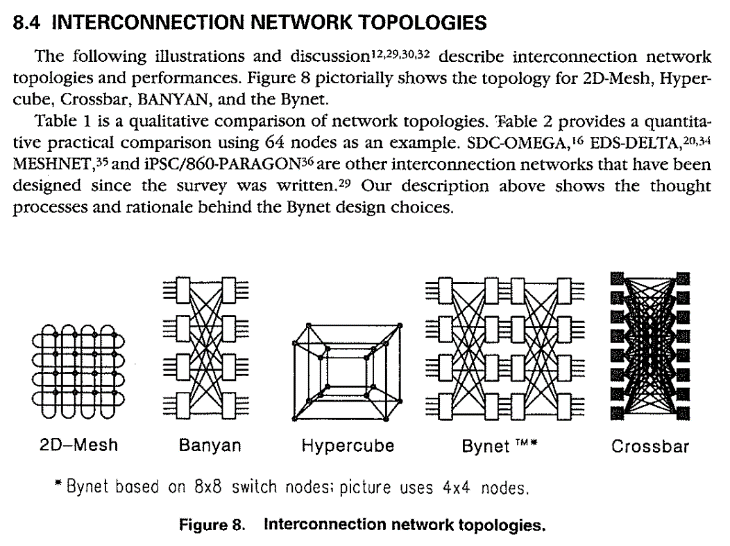 8.4 INTERCONNECTION NETWORK TOPOLOGIES
The following illustrations and discussion12,29,30,32 describe interconnection network
topologies and performances. Figure 8 pictorially shows the topology for 2D-Mesh, Hyper-
cube, Crossbar, BANYAN, and the Bynet.
Table 1 is a qualitative comparison of network topologies. Table 2 provides a quantita-
tive practical comparison using 64 nodes as an example. SDC-OMEGA,16 EDS-DELTA,20,34
MESHNET,35 and iPSC/860-PARAGON36 are other interconnection networks that have been
designed since the survey was written.29 Our description above shows the thought
processes and rationale behind the Bynet design choices.
2D-Mesh Banyan Hypercube Bynet ™* Crossbar
* Bynet based on 8x8 switch nodes; picture uses 4x4 nodes.
Figure 8. Interconnection network topologies.